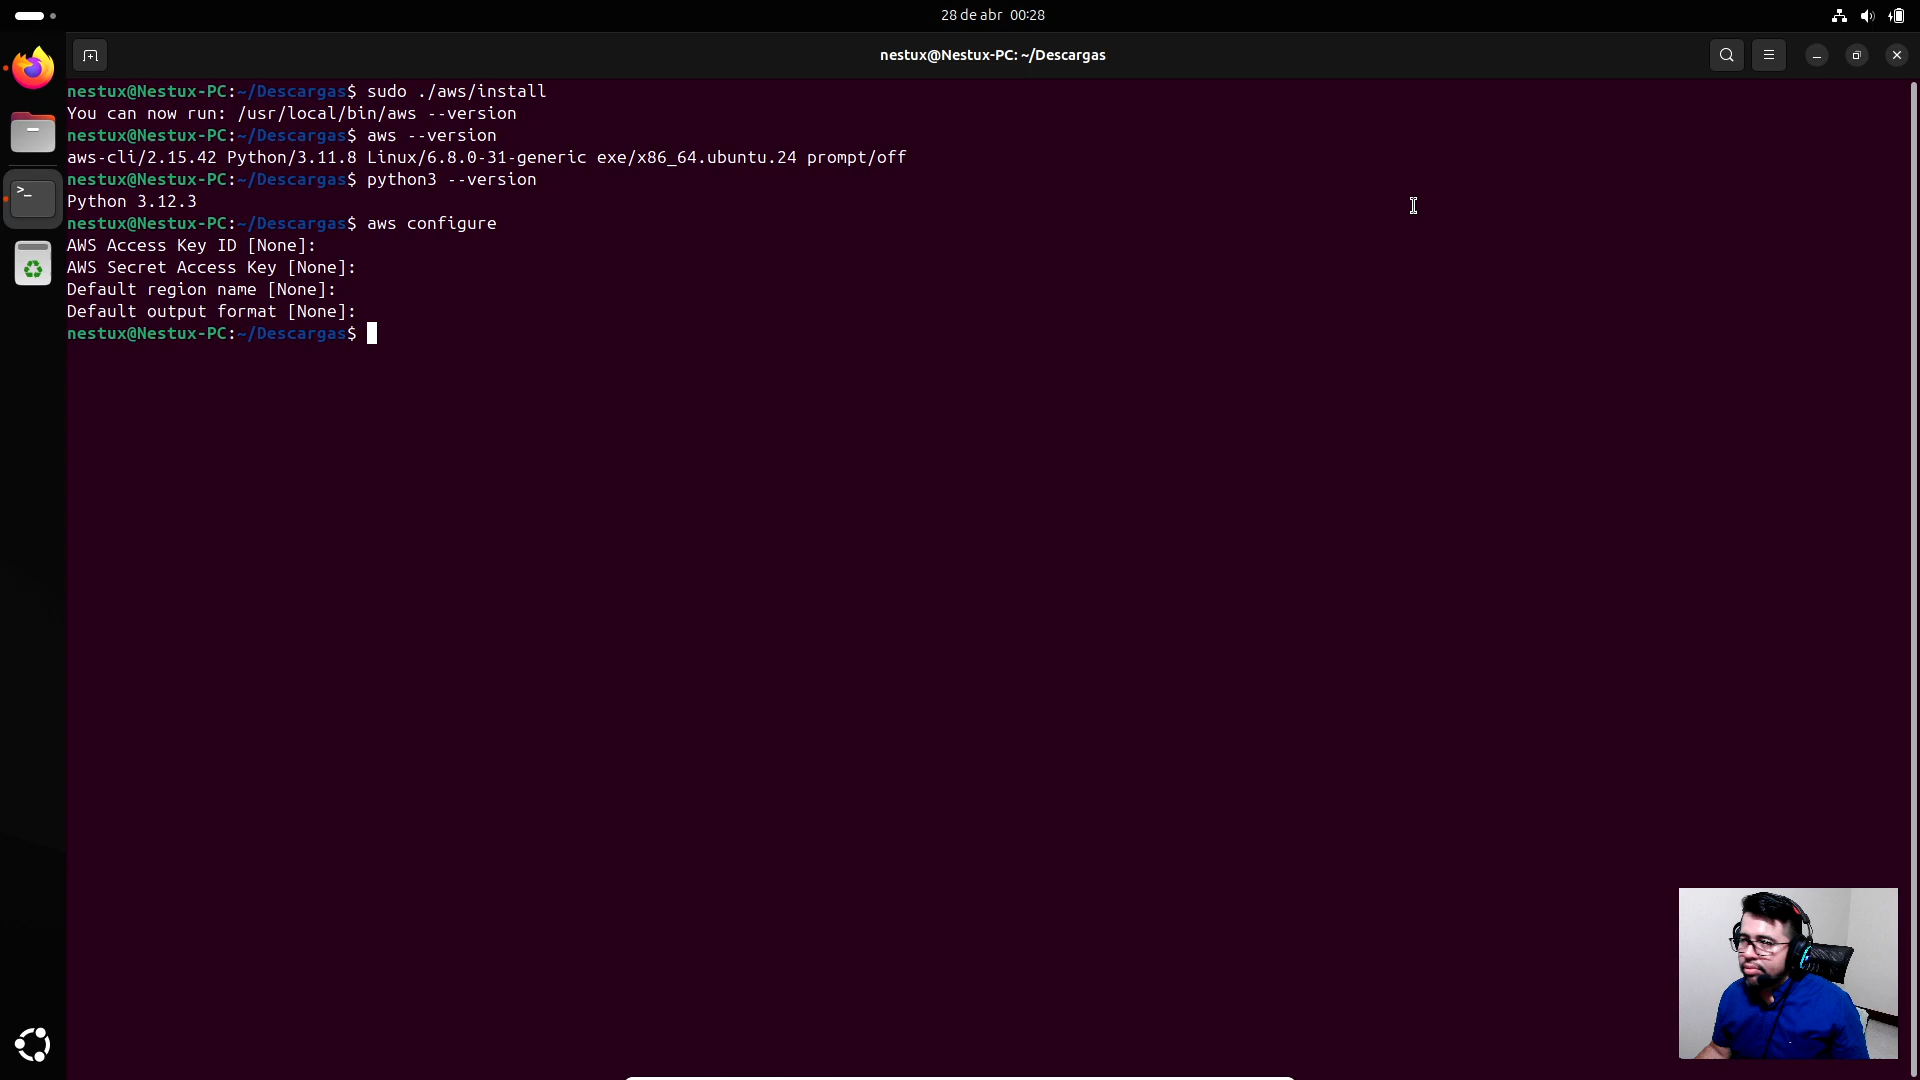 28 de abr 00:28
nestux@Nestux-PC: ~/Descargas
nestux@Nestux-PC:~/Descargas$ sudo ./aws/install
You can now run: /usr/local/bin/aws --version
nestux@Nestux-PC:~/Descargas$ aws --version
aws-cli/2.15.42 Python/3.11.8 Linux/6.8.0-31-generic exe/x86_64.ubuntu.24 prompt/off
nestux@Nestux-PC:~/Descargas$ python3 --version
Python 3.12.3
nestux@Nestux-PC:~/Descargas$ aws configure
AWS Access Key ID [None]:
AWS Secret Access Key [None]:
Default region name [None]:
Default output format [None]:
nestux@Nestux-PC:~/Descargas$